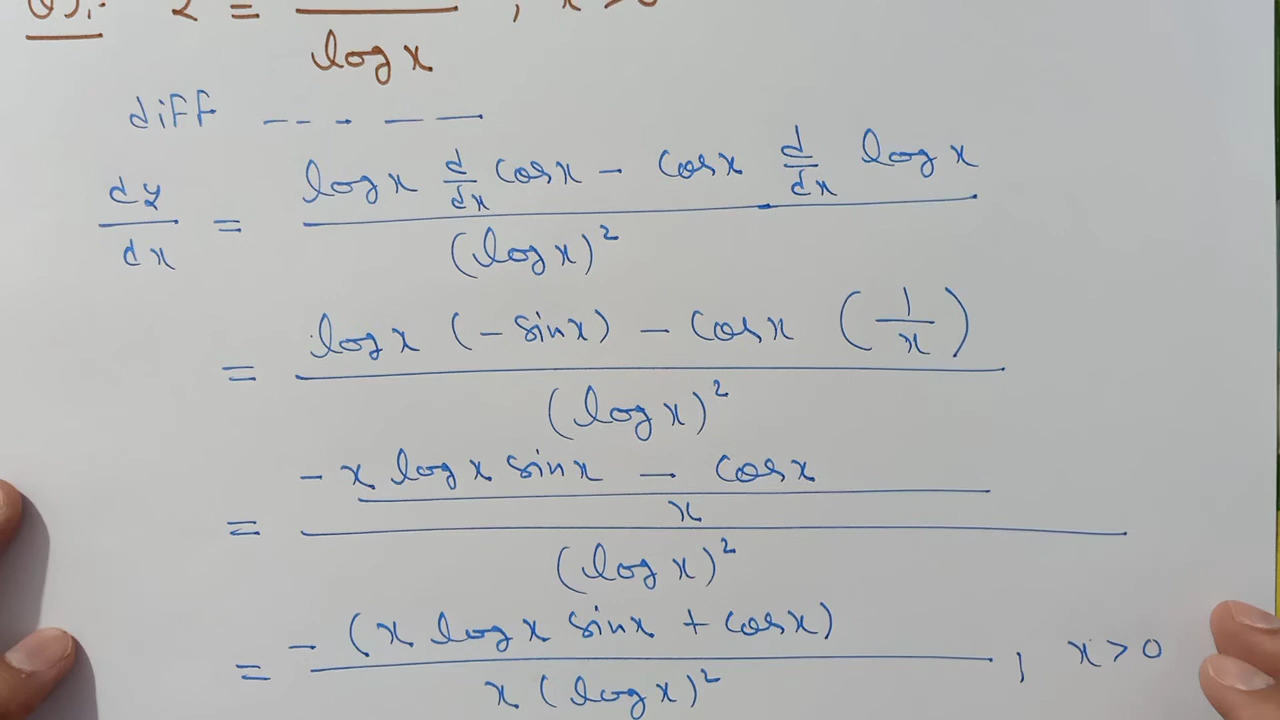 =
, x > 0
log x
diff -----
dy/dx = (log x d/dx cos x - cos x d/dx log x) / (log x)²
= (log x (- sin x) - cos x (1/x)) / (log x)²
= ((- x log x sin x - cos x) / x) / (log x)²
= - (x log x sin x + cos x) / x (log x)² , x > 0